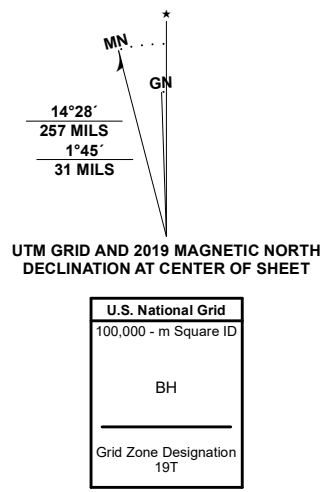 ★
MN
GN
14°28´
257 MILS
1°45´
31 MILS
UTM GRID AND 2019 MAGNETIC NORTH
DECLINATION AT CENTER OF SHEET
U.S. National Grid
100,000 - m Square ID
BH
Grid Zone Designation
19T